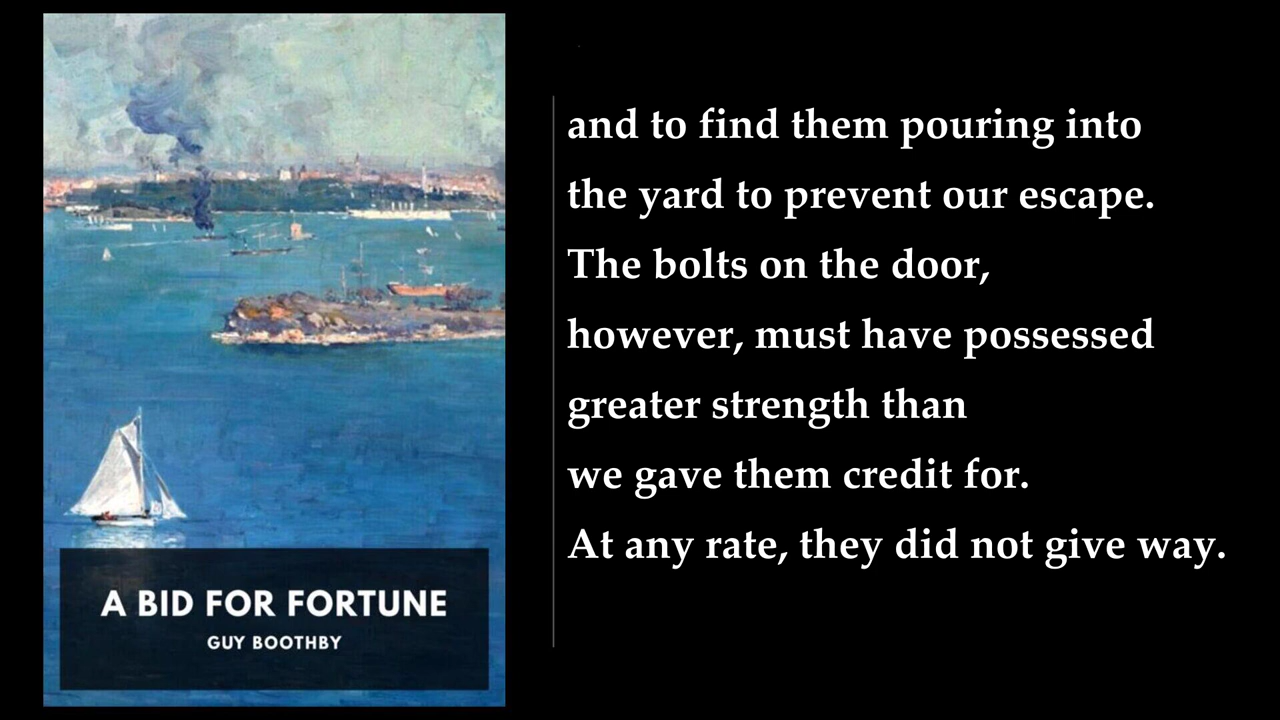 A BID FOR FORTUNE
GUY BOOTHBY
and to find them pouring into
the yard to prevent our escape.
The bolts on the door,
however, must have possessed
greater strength than
we gave them credit for.
At any rate, they did not give way.